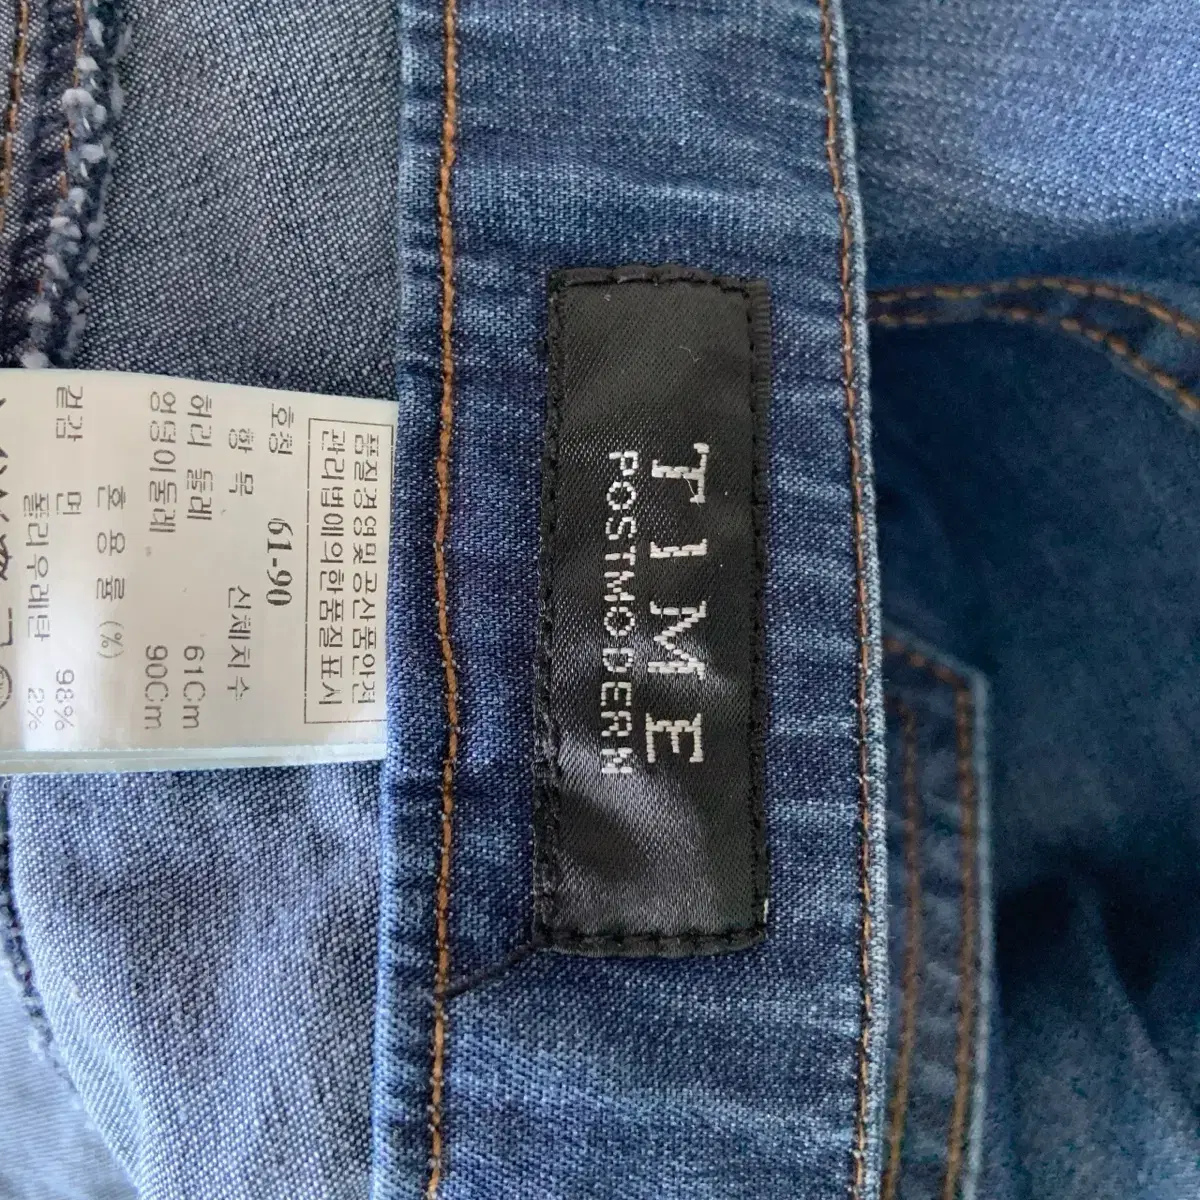 TIME
POSTMODERN
품질경영및공산품안전
관리법에의한품질표시
호칭 61-90
항 목 신체치수
허리 둘레 61Cm
엉덩이둘레 90Cm
혼용률 (%)
겉감 면 98%
폴리우레탄 2%